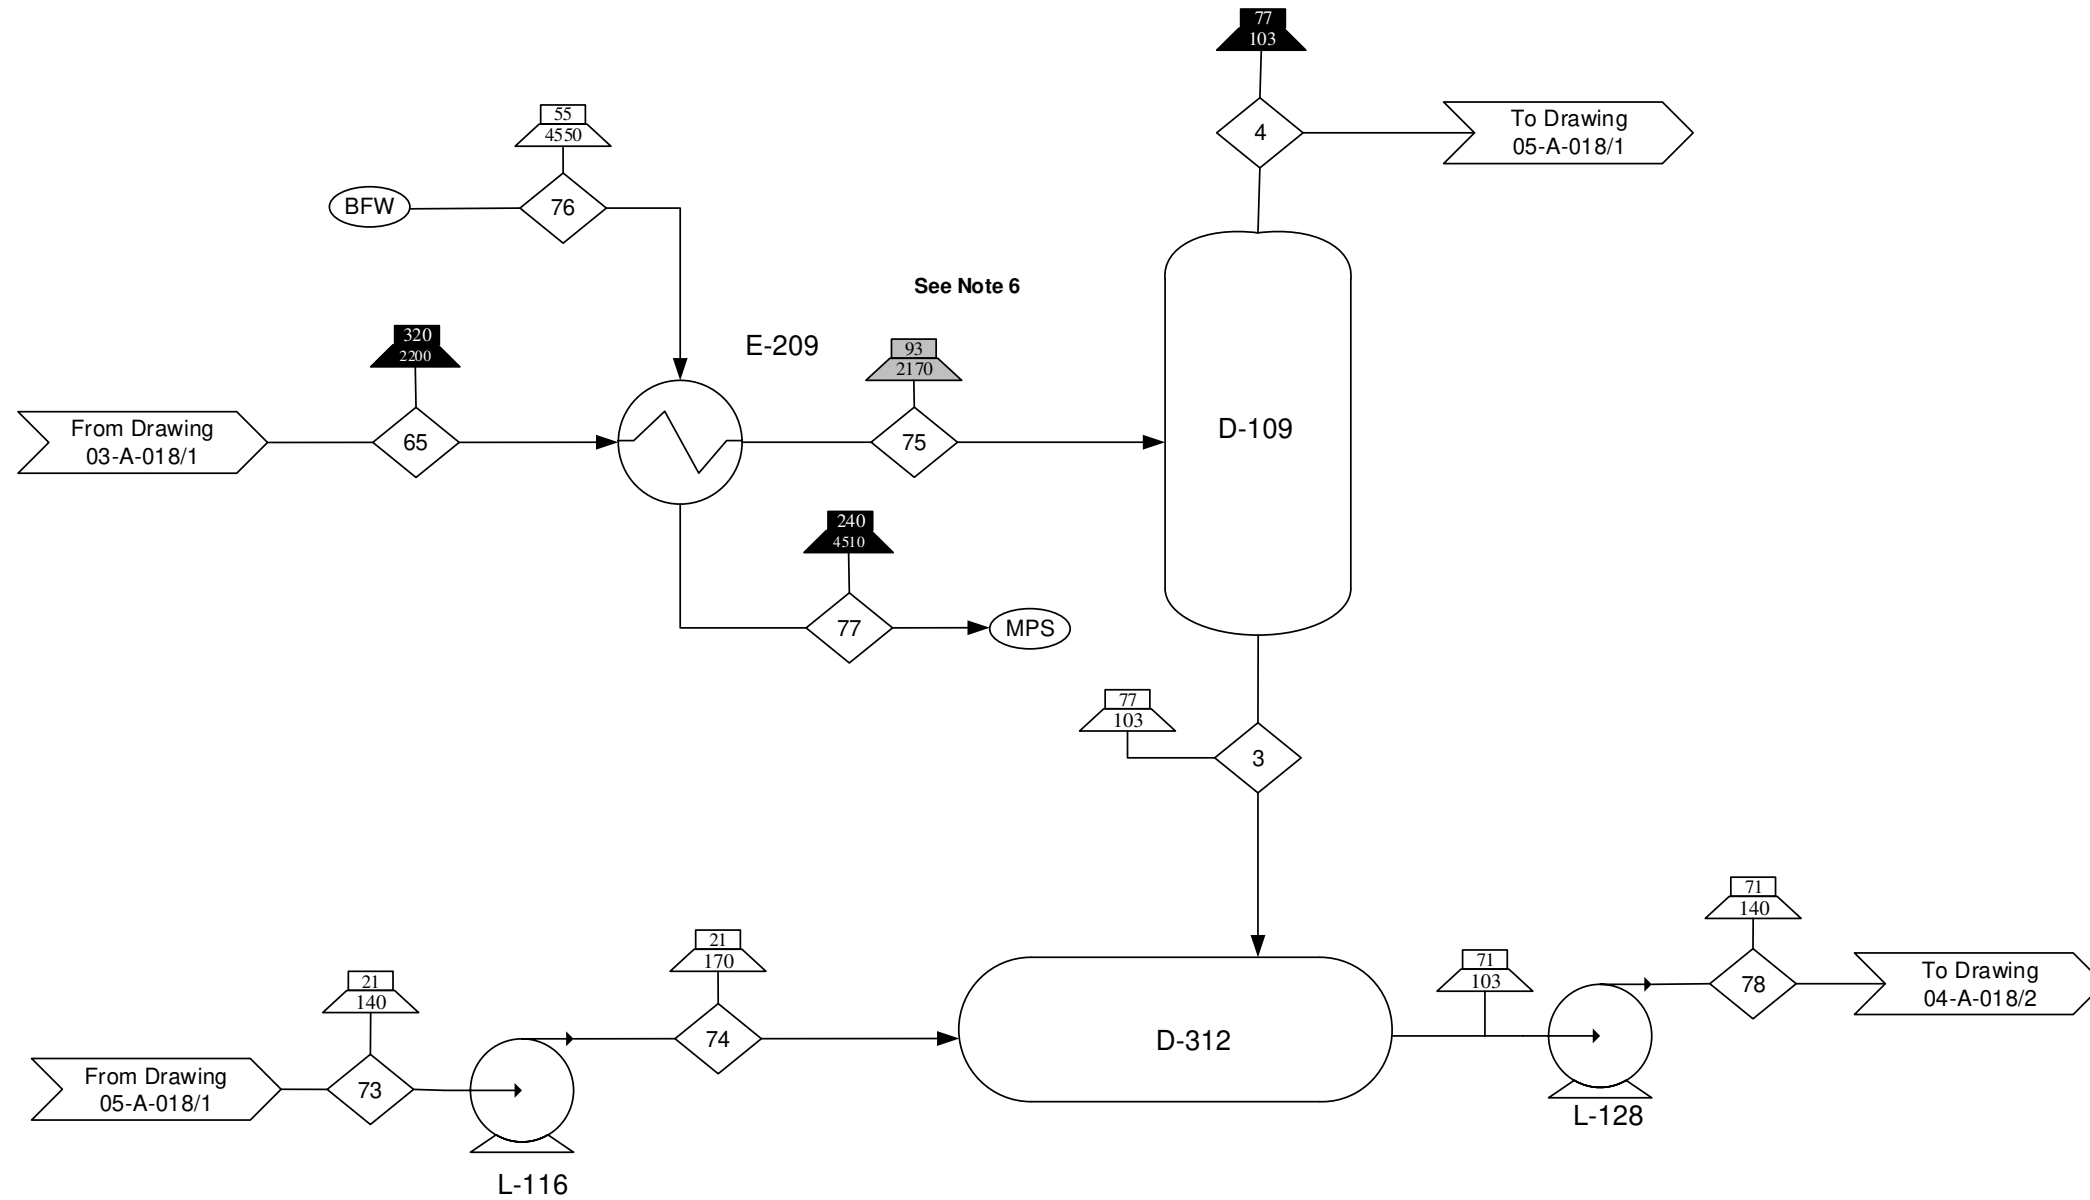 77
103
4
To Drawing
05-A-018/1
55
4550
BFW
76
See Note 6
320
2200
E-209
93
2170
From Drawing
03-A-018/1
65
75
D-109
240
4510
77
MPS
77
103
3
71
140
21
170
71
103
78
To Drawing
04-A-018/2
21
140
74
D-312
From Drawing
05-A-018/1
73
L-128
L-116